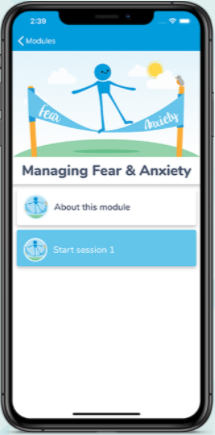 2:39
Modules
Fear
Anxiety
Managing Fear & Anxiety
About this module
Start session 1